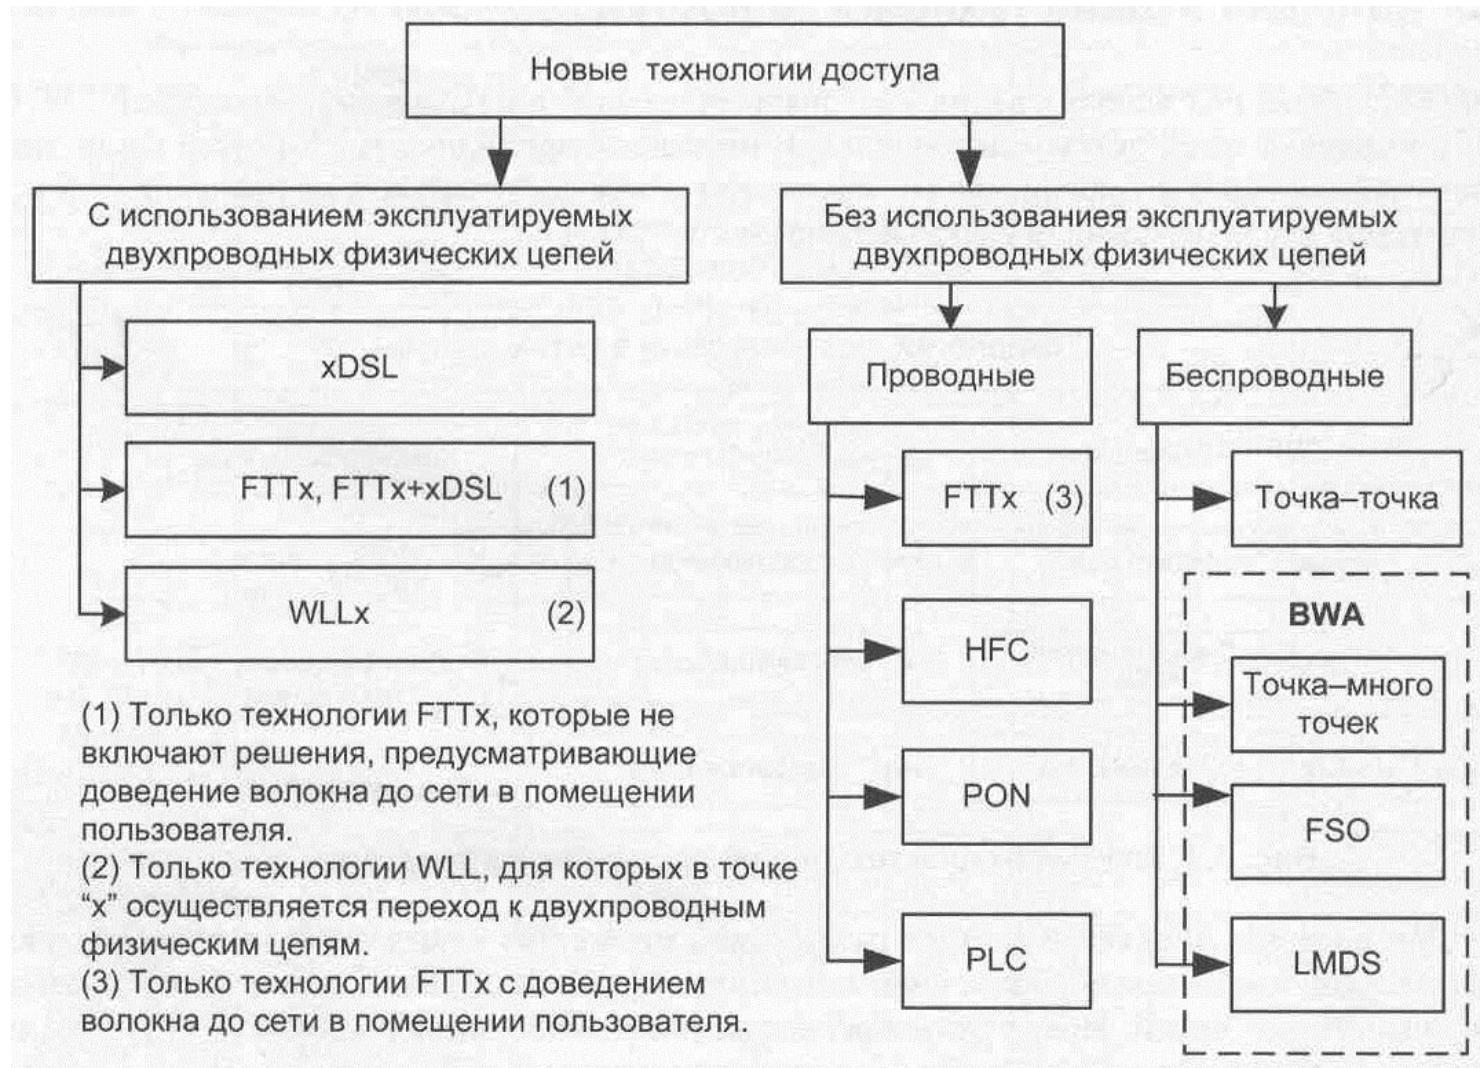 Новые технологии доступа
С использованием эксплуатируемых
двухпроводных физических цепей
Без использованиея эксплуатируемых
двухпроводных физических цепей
xDSL
FTTx, FTTx+xDSL (1)
WLLx (2)
Проводные
Беспроводные
FTTx (3)
HFC
PON
PLC
Точка–точка
BWA
Точка–много
точек
FSO
LMDS
(1) Только технологии FTTx, которые не
включают решения, предусматривающие
доведение волокна до сети в помещении
пользователя.
(2) Только технологии WLL, для которых в точке
“x” осуществляется переход к двухпроводным
физическим цепям.
(3) Только технологии FTTx с доведением
волокна до сети в помещении пользователя.